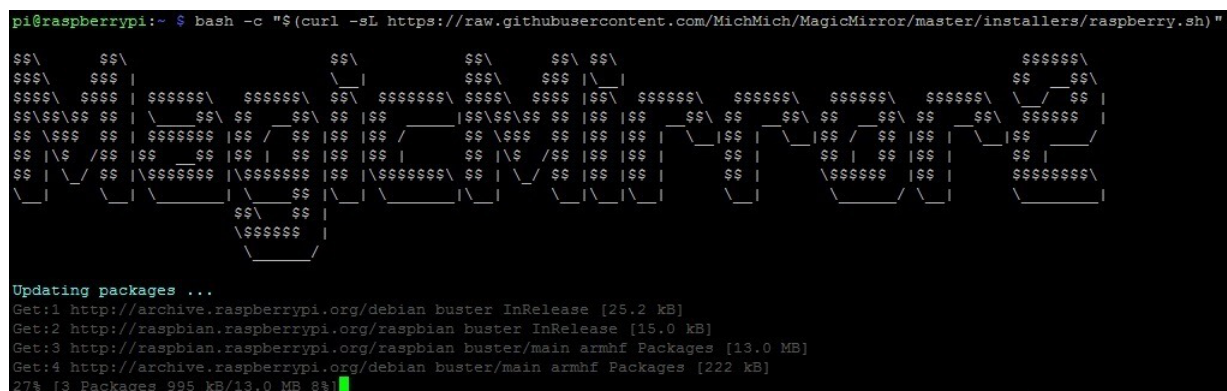 pi@raspberrypi:~ $ bash -c "$(curl -sL https://raw.githubusercontent.com/MichMich/MagicMirror/master/installers/raspberry.sh)"
MagicMirror2
Updating packages ...
Get:1 http://archive.raspberrypi.org/debian buster InRelease [25.2 kB]
Get:2 http://raspbian.raspberrypi.org/raspbian buster InRelease [15.0 kB]
Get:3 http://raspbian.raspberrypi.org/raspbian buster/main armhf Packages [13.0 MB]
Get:4 http://archive.raspberrypi.org/debian buster/main armhf Packages [222 kB]
27% [3 Packages 995 kB/13.0 MB 8%]